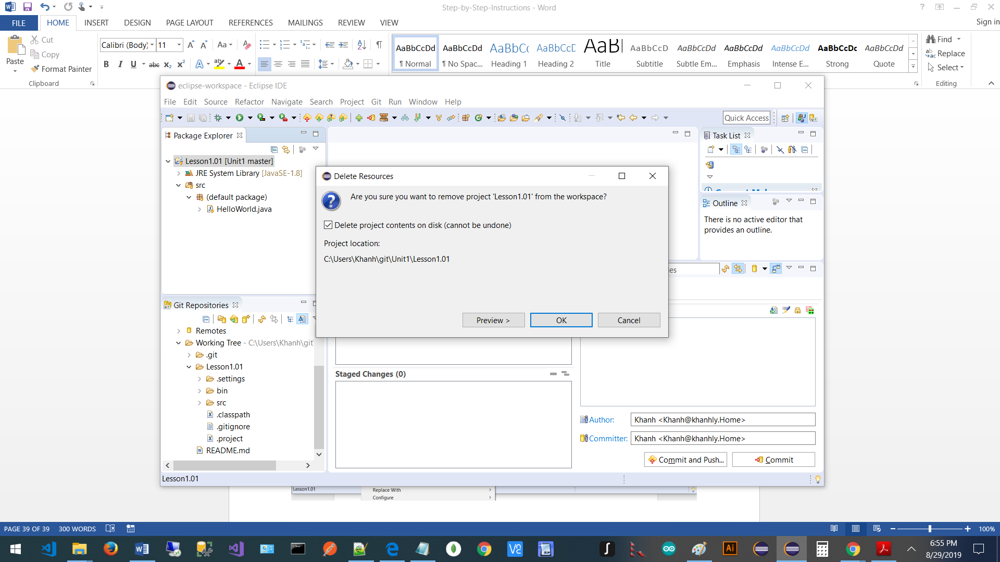 Step-by-Step-Instructions - Word
Sign in
FILE
HOME
INSERT
DESIGN
PAGE LAYOUT
REFERENCES
MAILINGS
REVIEW
VIEW
Paste
Cut
Copy
Format Painter
Clipboard
Calibri (Body)
11
AaBbCcDd
¶ Normal
AaBbCcDd
¶ No Spac...
AaBbCc
Heading 1
AaBbCcD
Heading 2
AaBl
Title
AaBbCcD
Subtitle
AaBbCcDd
Subtle Em...
AaBbCcDd
Emphasis
AaBbCcDd
Intense E...
AaBbCcDc
Strong
AaBbCcDd
Quote
Find
Replace
Select
Editing
eclipse-workspace - Eclipse IDE
File
Edit
Source
Refactor
Navigate
Search
Project
Git
Run
Window
Help
Quick Access
Package Explorer
Lesson1.01 [Unit1 master]
JRE System Library [JavaSE-1.8]
src
(default package)
HelloWorld.java
Task List
Outline
There is no active editor that
provides an outline.
Delete Resources
Are you sure you want to remove project 'Lesson1.01' from the workspace?
Delete project contents on disk (cannot be undone)
Project location:
C:\Users\Khanh\git\Unit1\Lesson1.01
Preview >
OK
Cancel
Git Repositories
Remotes
Working Tree - C:\Users\Khanh\git
.git
Lesson1.01
.settings
bin
src
.classpath
.gitignore
.project
README.md
Staged Changes (0)
Author:
Khanh <Khanh@khanhly.Home>
Committer:
Khanh <Khanh@khanhly.Home>
Commit and Push...
Commit
Lesson1.01
Lesson1.01
Replace With
Configure
PAGE 39 OF 39
300 WORDS
100%
6:55 PM
8/29/2019